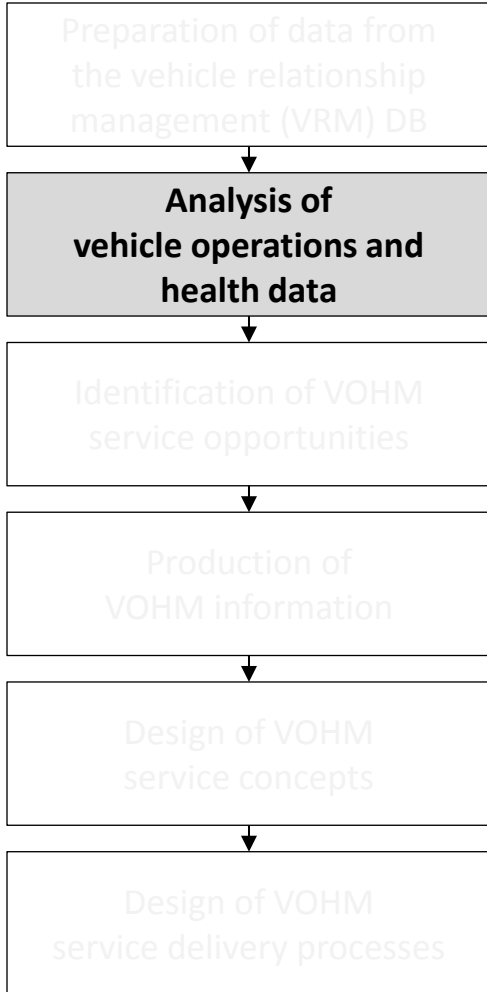 Preparation of data from
the vehicle relationship
management (VRM) DB
Analysis of
vehicle operations and
health data
Identification of VOHM
service opportunities
Production of
VOHM information
Design of VOHM
service concepts
Design of VOHM
service delivery processes